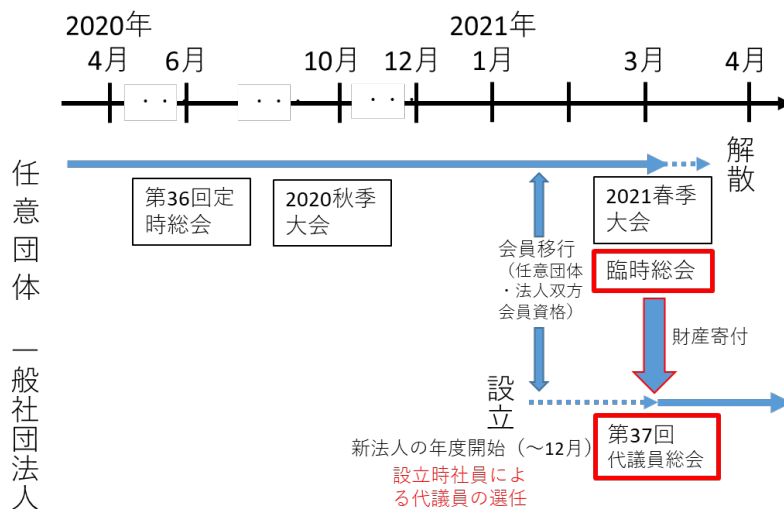 2020年
2021年
4月
6月
10月
12月
1月
3月
4月
・・・
・・・
・・・
任意団体
解散
第36回定
時総会
2020秋季
大会
2021春季
大会
会員移行
（任意団体
・法人双方
会員資格）
臨時総会
財産寄付
一般社団法人
設立
新法人の年度開始（～12月）
設立時社員によ
る代議員の選任
第37回
代議員総会